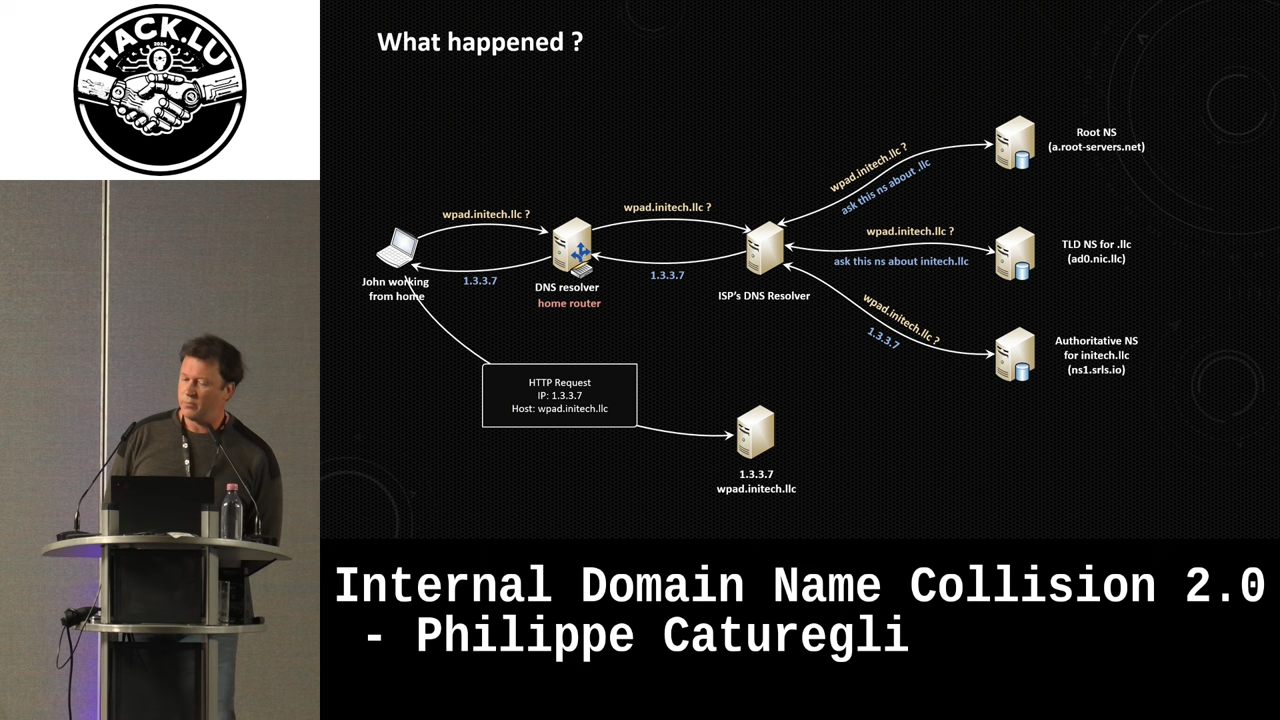 HACK.LU
2024
What happened ?
wpad.initech.llc ?
ask this ns about .llc
Root NS
(a.root-servers.net)
wpad.initech.llc ?
wpad.initech.llc ?
wpad.initech.llc ?
ask this ns about initech.llc
TLD NS for .llc
(ad0.nic.llc)
1.3.3.7
1.3.3.7
John working
from home
DNS resolver
home router
ISP's DNS Resolver
wpad.initech.llc ?
1.3.3.7
Authoritative NS
for initech.llc
(ns1.srls.io)
HTTP Request
IP: 1.3.3.7
Host: wpad.initech.llc
1.3.3.7
wpad.initech.llc
Internal Domain Name Collision 2.0
- Philippe Caturegli